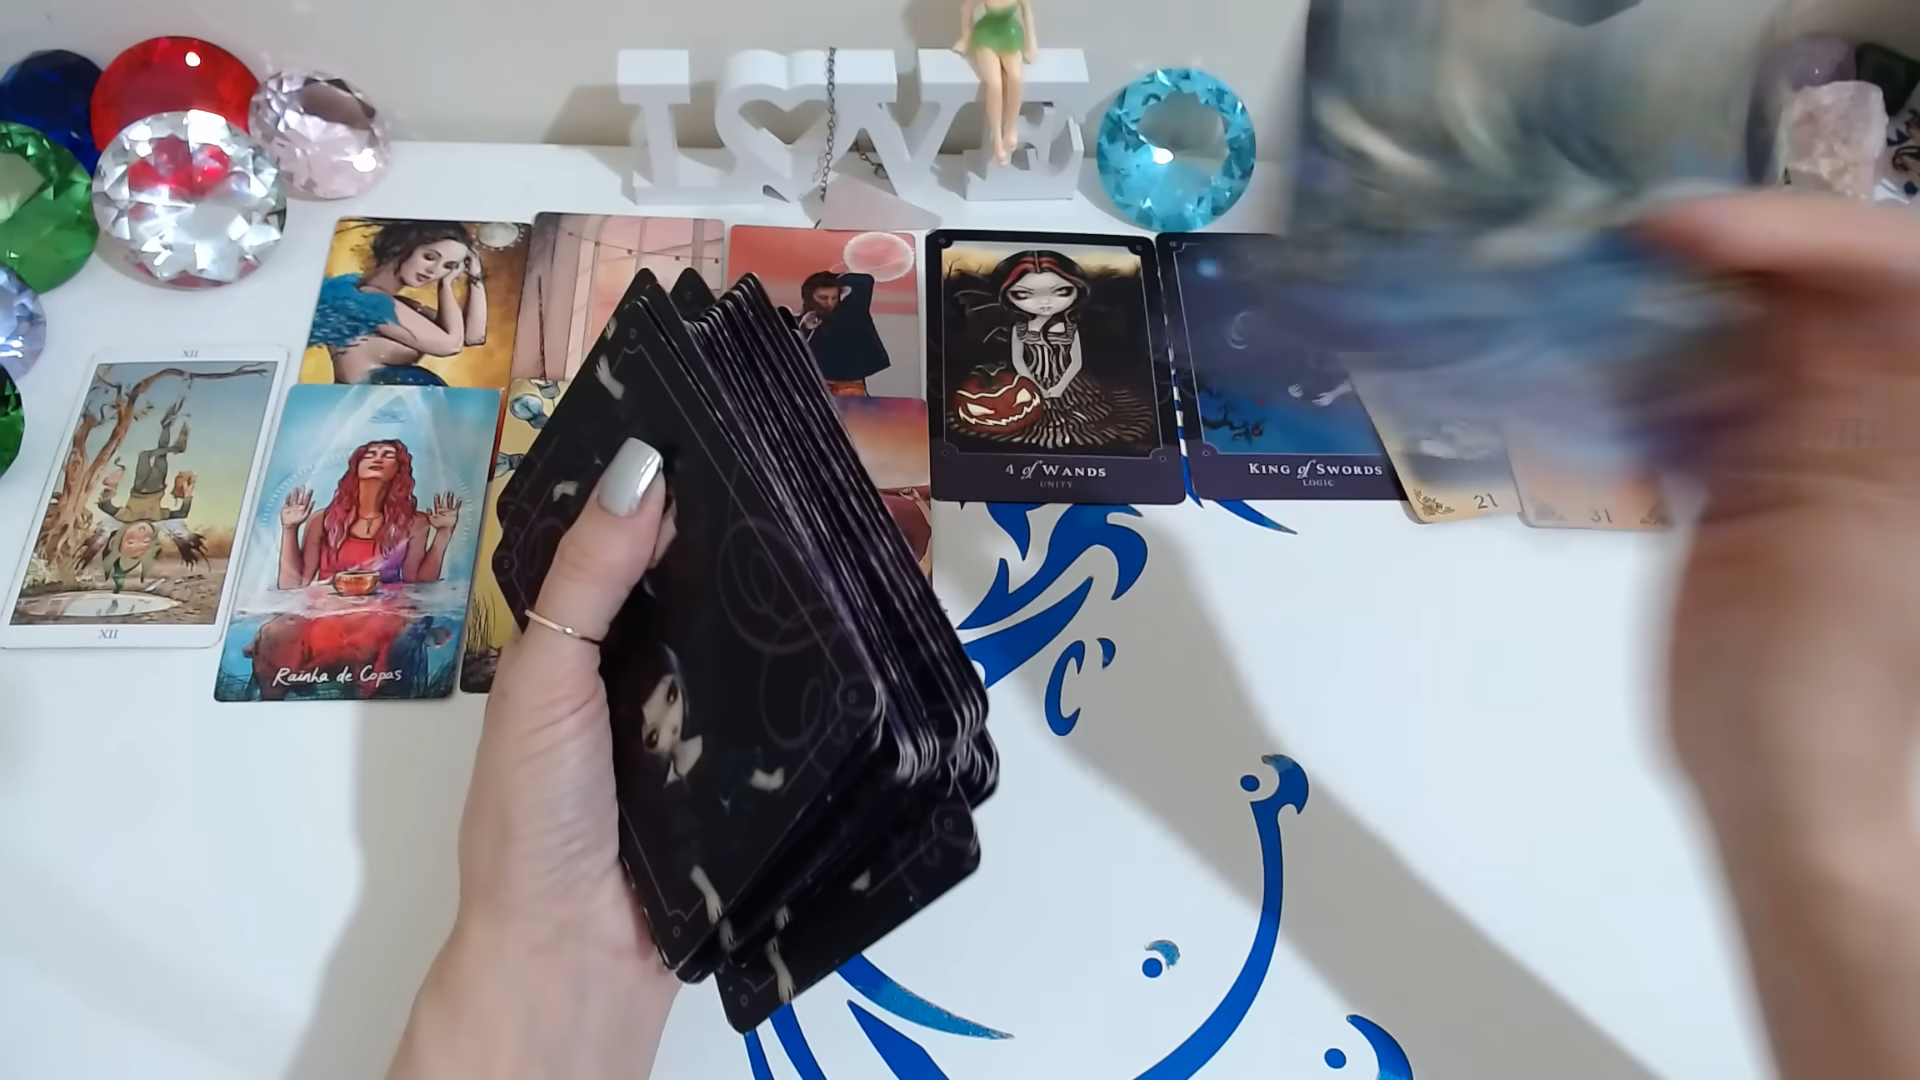 LOVE
XII
XII
Rainha de Copas
4 of WANDS
UNITY
KING of SWORDS
LOGIC
21
31